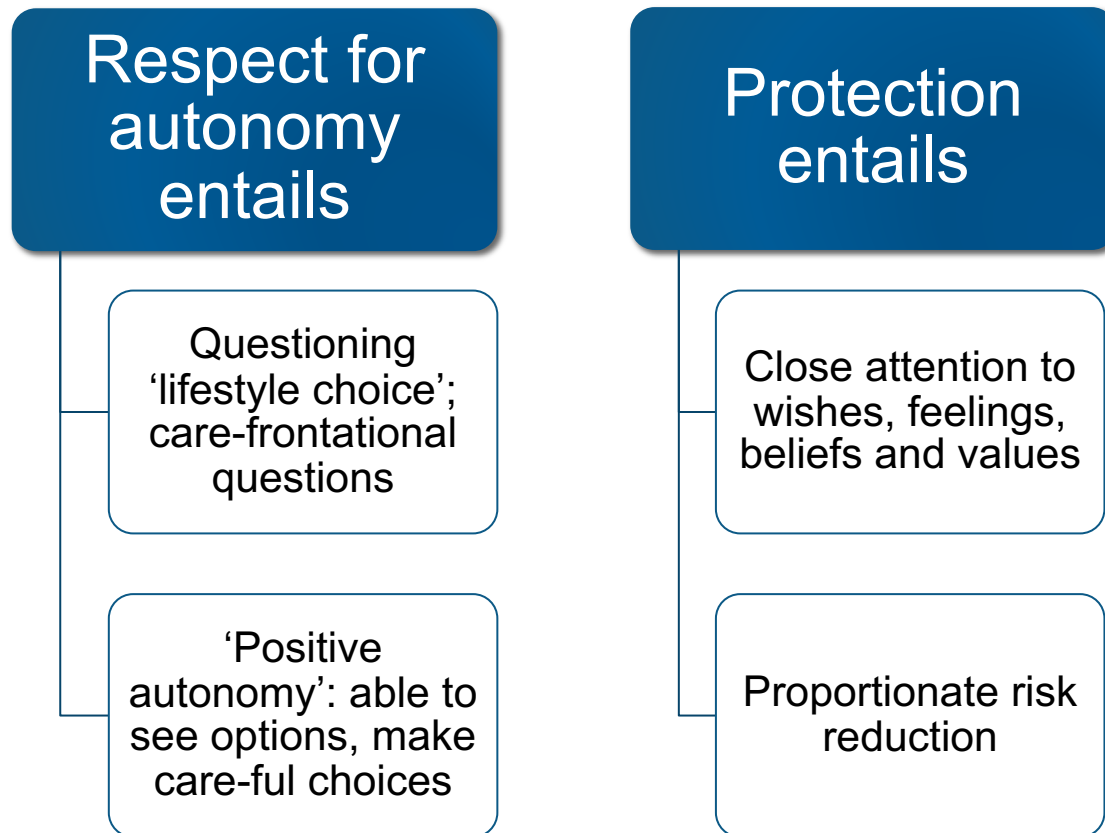 Respect for
autonomy
entails
Questioning
‘lifestyle choice’;
care-frontational
questions
‘Positive
autonomy’: able to
see options, make
care-ful choices
Protection
entails
Close attention to
wishes, feelings,
beliefs and values
Proportionate risk
reduction